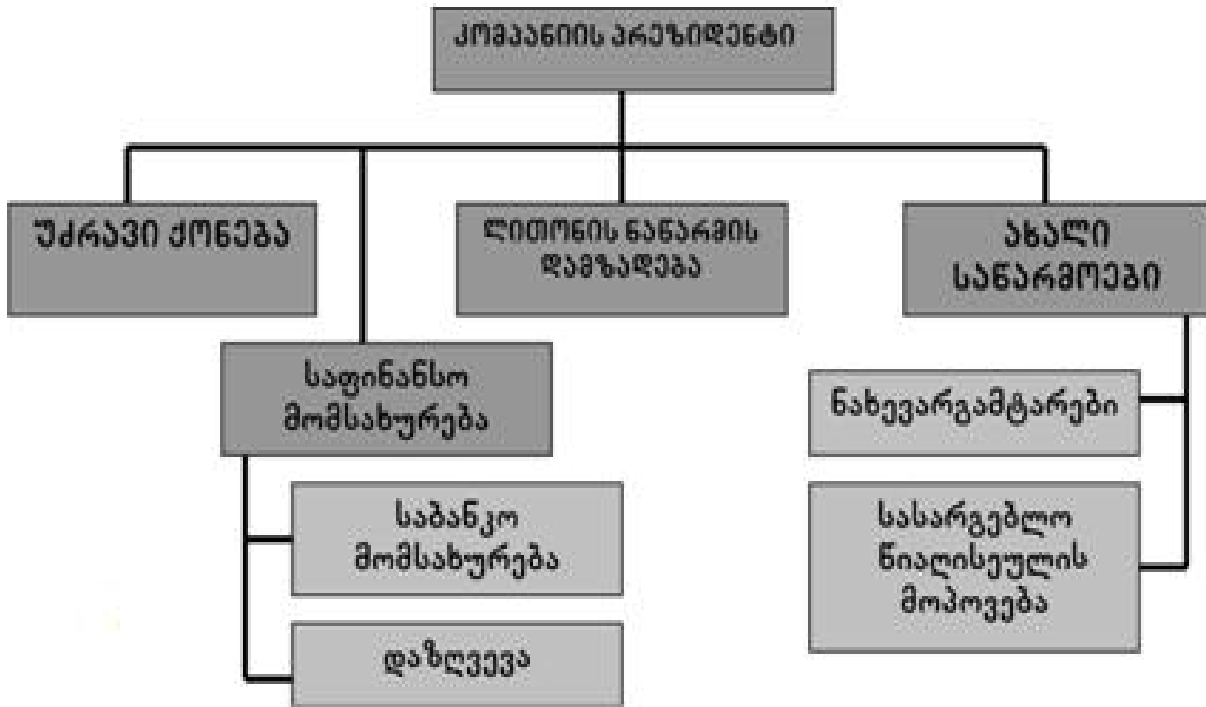 კომპანიის პრეზიდენტი
უძრავი ქონება
ლითონის ნაწარმის
დამზადება
ახალი
საწარმოები
საფინანსო
მომსახურება
ნახევარგამტარები
საბანკო
მომსახურება
სასარგებლო
წიაღისეულის
მოპოვება
დაზღვევა